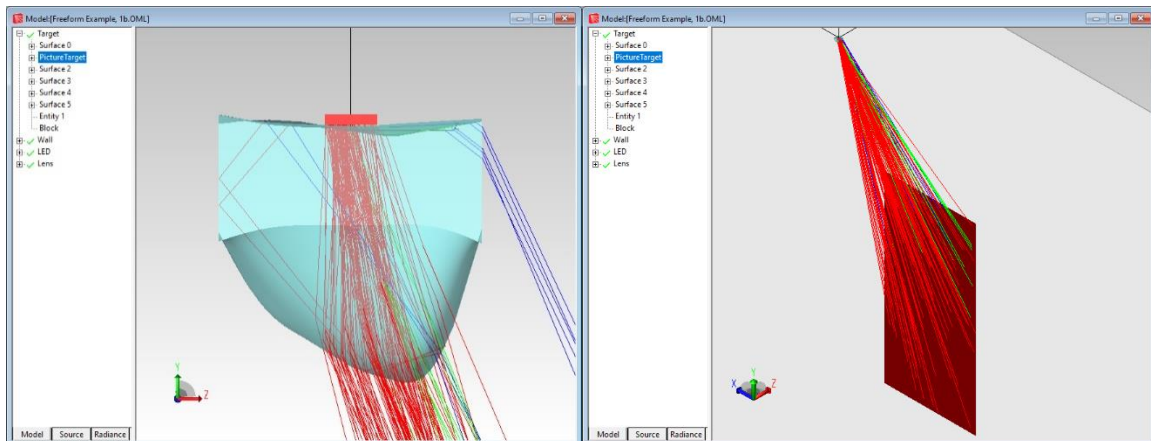 Model:[Freeform Example, 1b.OML]
Target
Surface 0
PictureTarget
Surface 2
Surface 3
Surface 4
Surface 5
Entity 1
Block
Wall
LED
Lens
Y
Z
Model Source Radiance
Model:[Freeform Example, 1b.OML]
Target
Surface 0
PictureTarget
Surface 2
Surface 3
Surface 4
Surface 5
Entity 1
Block
Wall
LED
Lens
X Y Z
Model Source Radiance